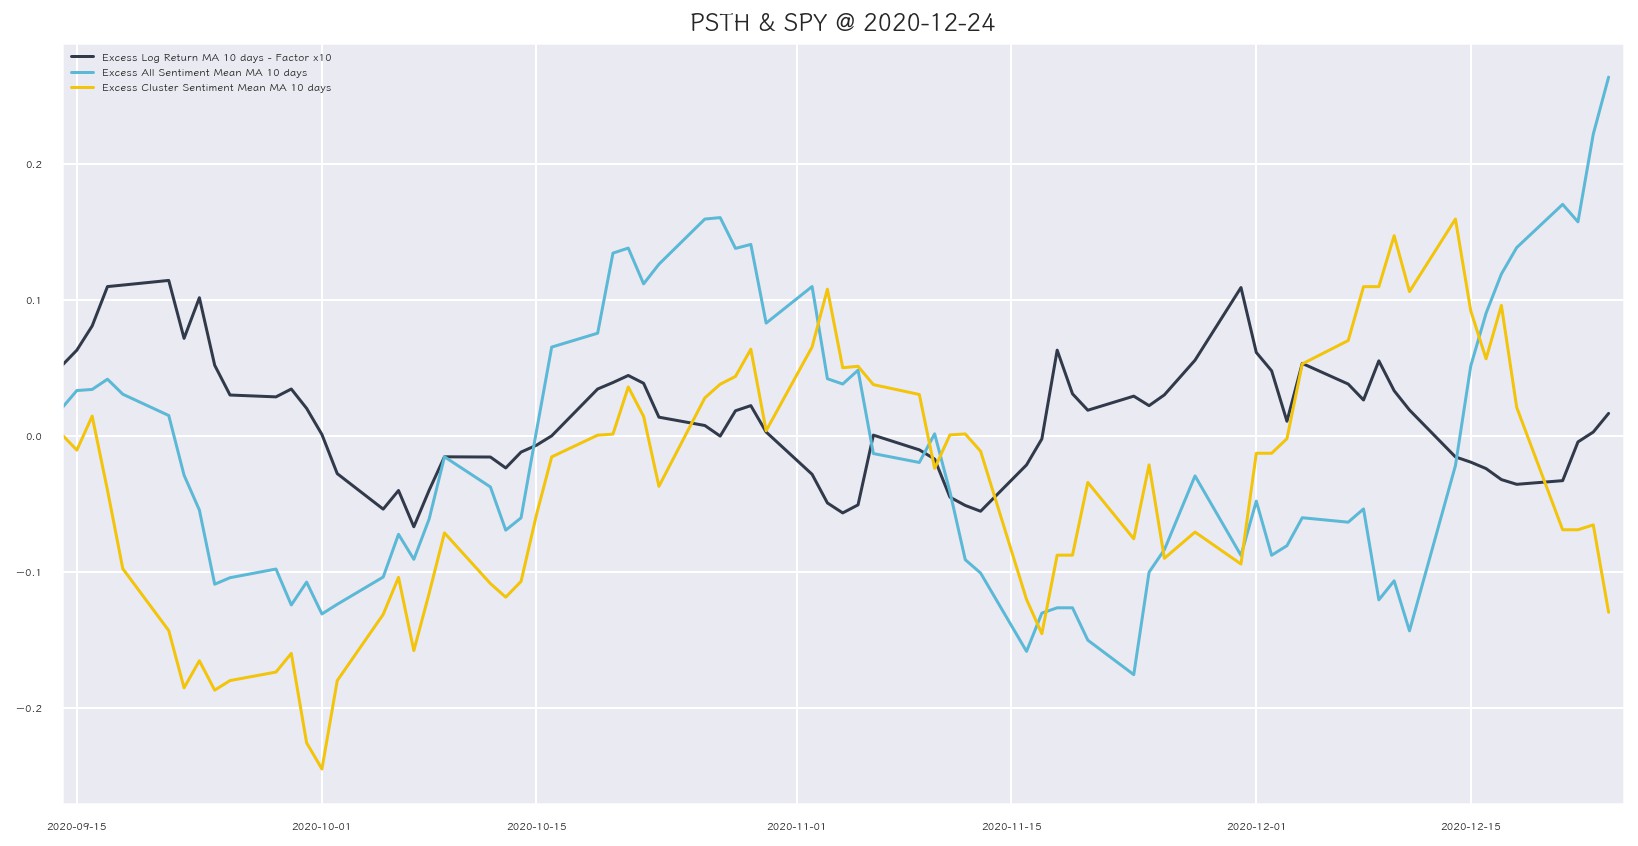 PSTH & SPY @ 2020-12-24
Excess Log Return MA 10 days - Factor x10
Excess All Sentiment Mean MA 10 days
Excess Cluster Sentiment Mean MA 10 days
0.2
0.1
0.0
−0.1
−0.2
2020-09-15 2020-10-01 2020-10-15 2020-11-01 2020-11-15 2020-12-01 2020-12-15